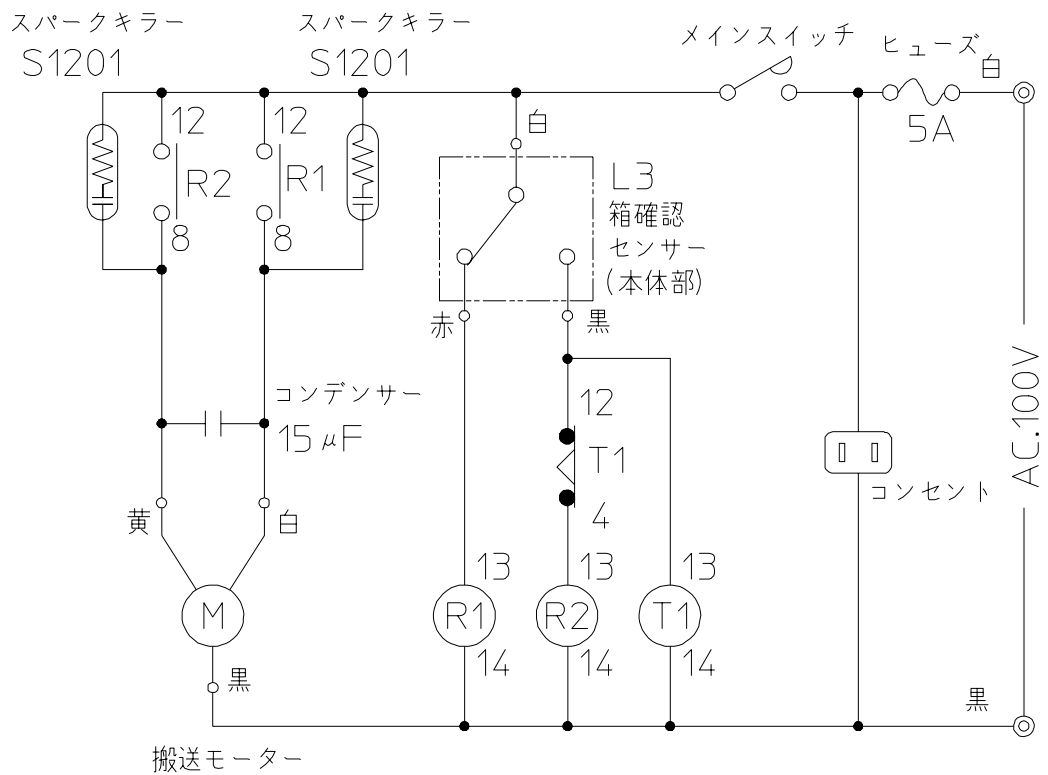 スパークキラー
S1201
スパークキラー
S1201
メインスイッチ
ヒューズ
白
5A
12
R2
8
12
R1
8
白
L3
箱確認
センサー
(本体部)
赤
黒
コンデンサー
15μF
12
T1
4
AC.100V
コンセント
黄
白
M
黒
13
R1
14
13
R2
14
13
T1
14
黒
搬送モーター